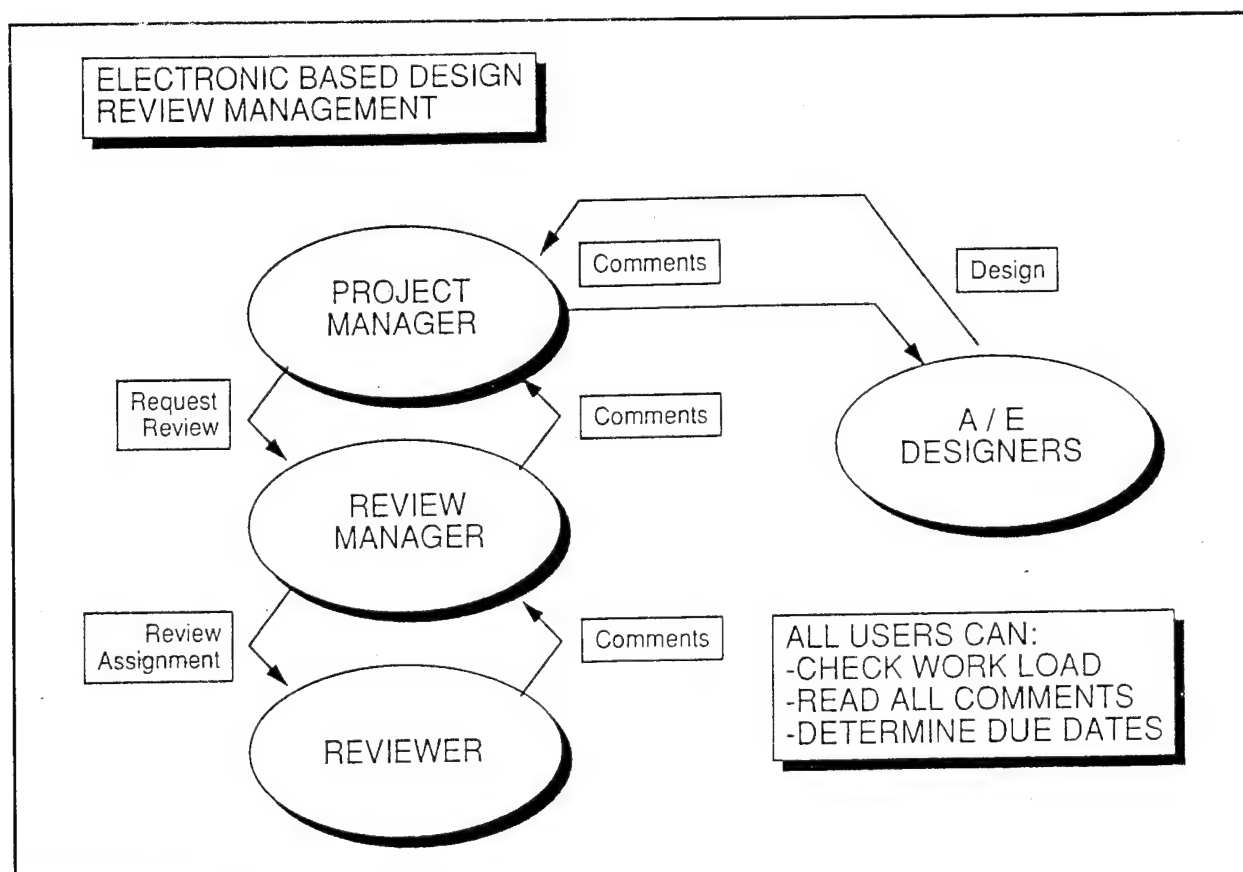 ELECTRONIC BASED DESIGN
REVIEW MANAGEMENT
PROJECT
MANAGER
Comments
Design
Request
Review
Comments
A / E
DESIGNERS
REVIEW
MANAGER
Review
Assignment
Comments
REVIEWER
ALL USERS CAN:
-CHECK WORK LOAD
-READ ALL COMMENTS
-DETERMINE DUE DATES